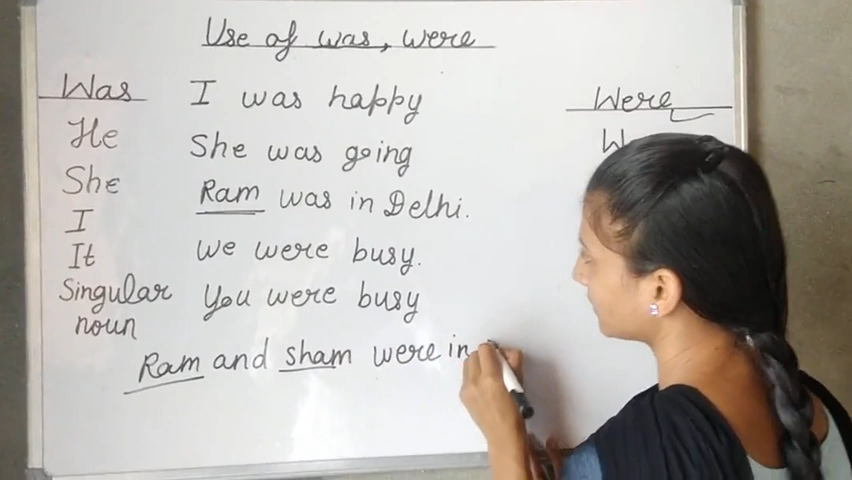 Use of was, were
Was
He
She
I
It
Singular
noun
I was happy
She was going
Ram was in Delhi.
we were busy.
You were busy
Ram and sham were in
Were